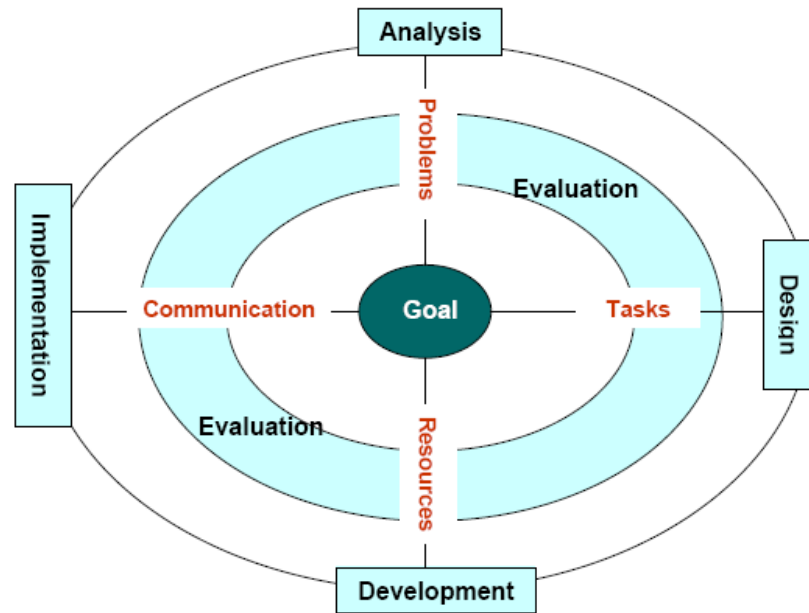 Analysis
Problems
Evaluation
Implementation
Communication
Goal
Tasks
Design
Evaluation
Resources
Development